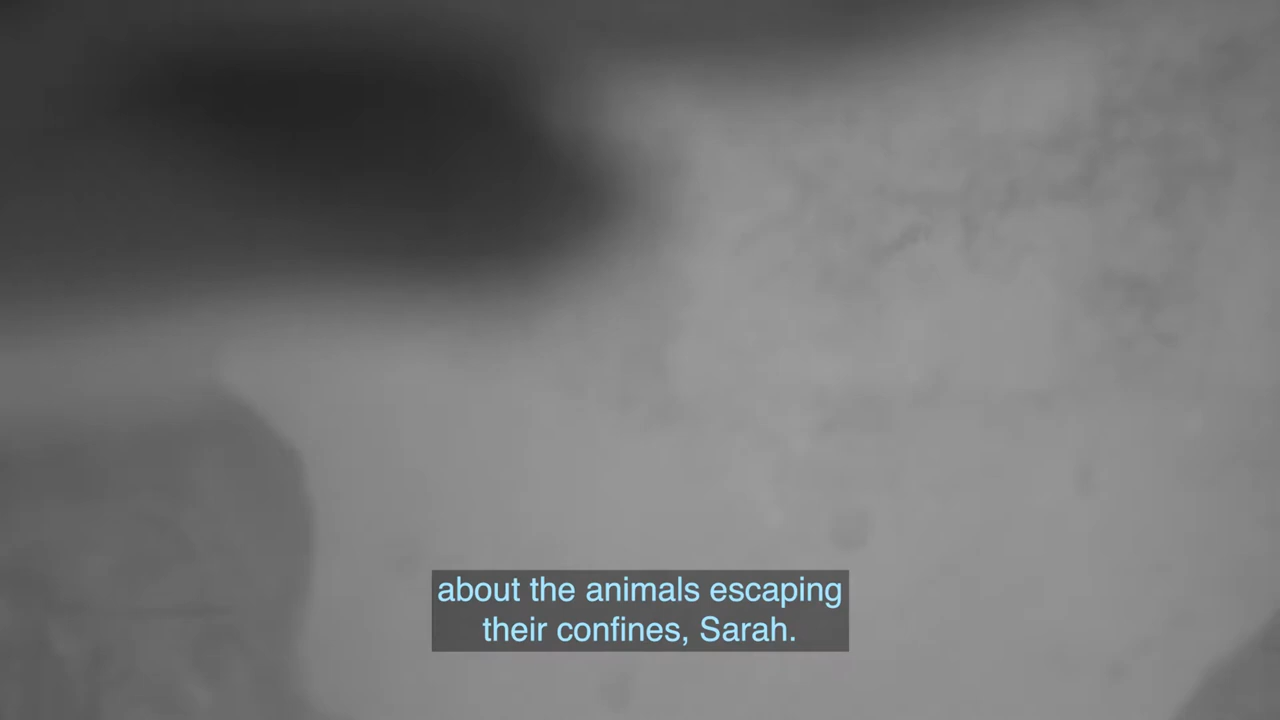 about the animals escaping
their confines, Sarah.